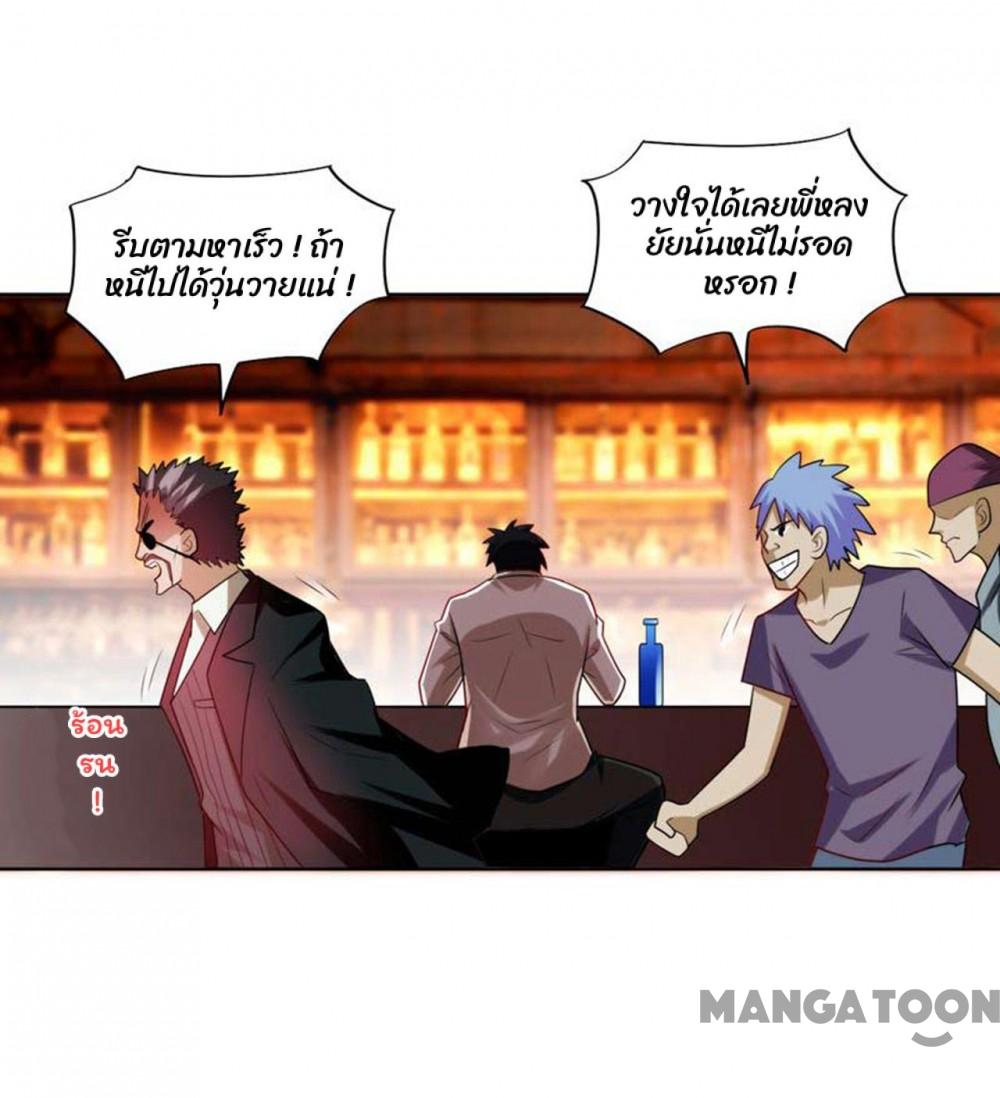 รีบตามหาเร็ว ! ถ้า
หนีไปได้วุ่นวายแน่ !
วางใจได้เลยพี่หลง
ยัยนั่นหนีไม่รอด
หรอก !
ร้อน
รน
!
MANGATOON